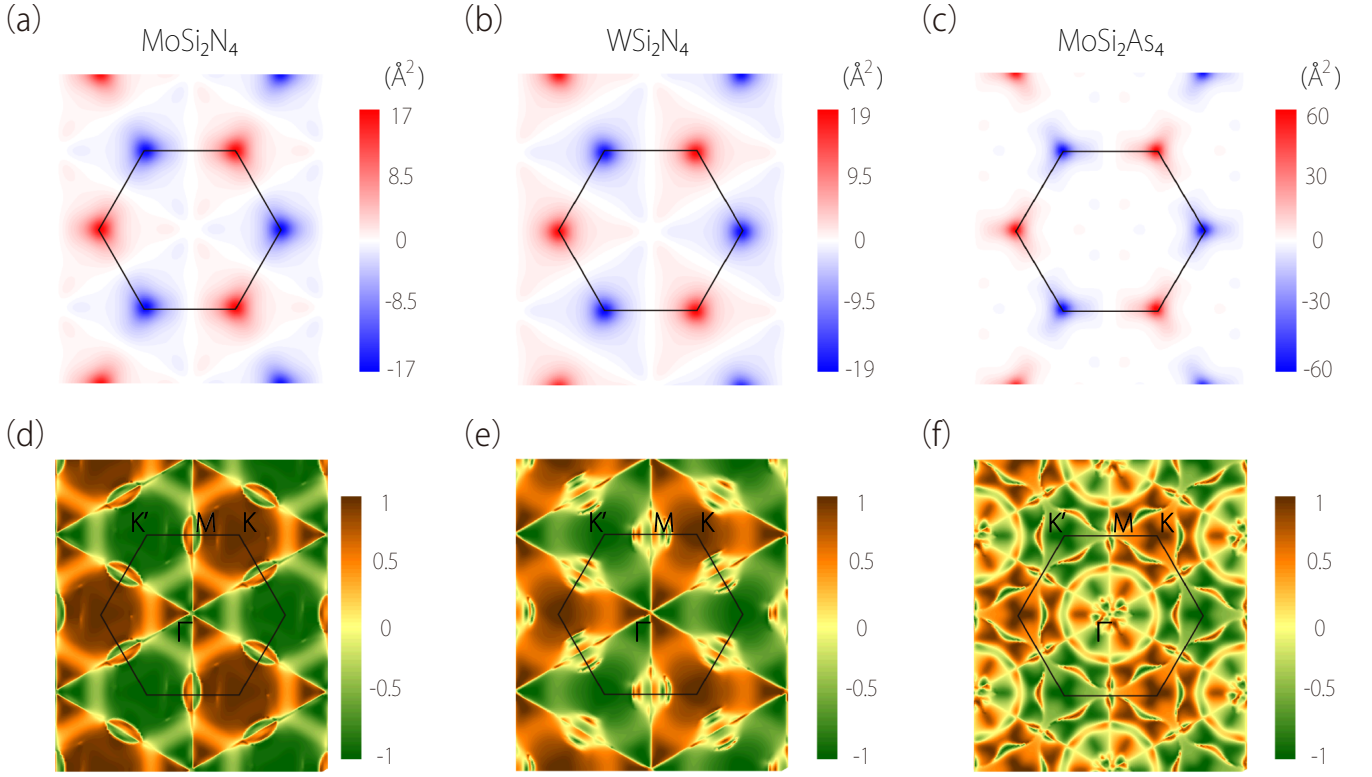 (a)
MoSi₂N₄
(Å²)
17
8.5
0
-8.5
-17
(b)
WSi₂N₄
(Å²)
19
9.5
0
-9.5
-19
(c)
MoSi₂As₄
(Å²)
60
30
0
-30
-60
(d)
K' M K
Γ
1
0.5
0
-0.5
-1
(e)
K' M K
Γ
1
0.5
0
-0.5
-1
(f)
K' M K
Γ
1
0.5
0
-0.5
-1